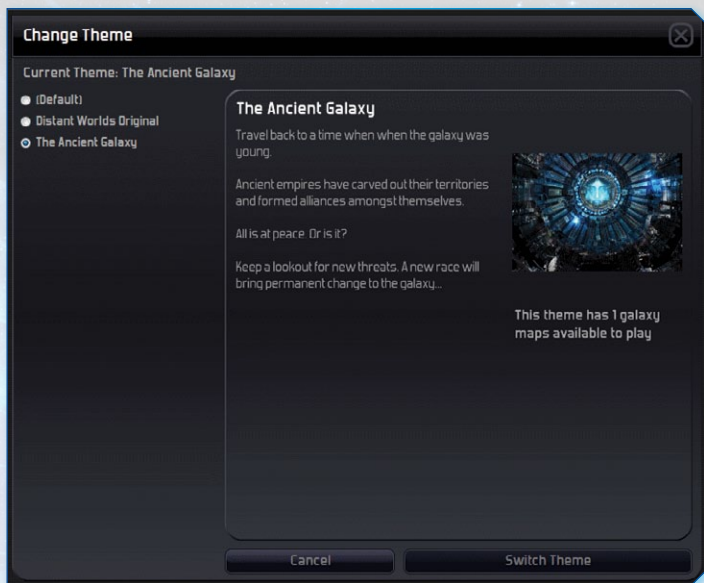 Change Theme
Current Theme: The Ancient Galaxy
(Default)
Distant Worlds Original
The Ancient Galaxy
The Ancient Galaxy
Travel back to a time when when the galaxy was
young.
Ancient empires have carved out their territories
and formed alliances amongst themselves.
All is at peace. Or is it?
Keep a lookout for new threats. A new race will
bring permanent change to the galaxy...
This theme has 1 galaxy
maps available to play
Cancel
Switch Theme